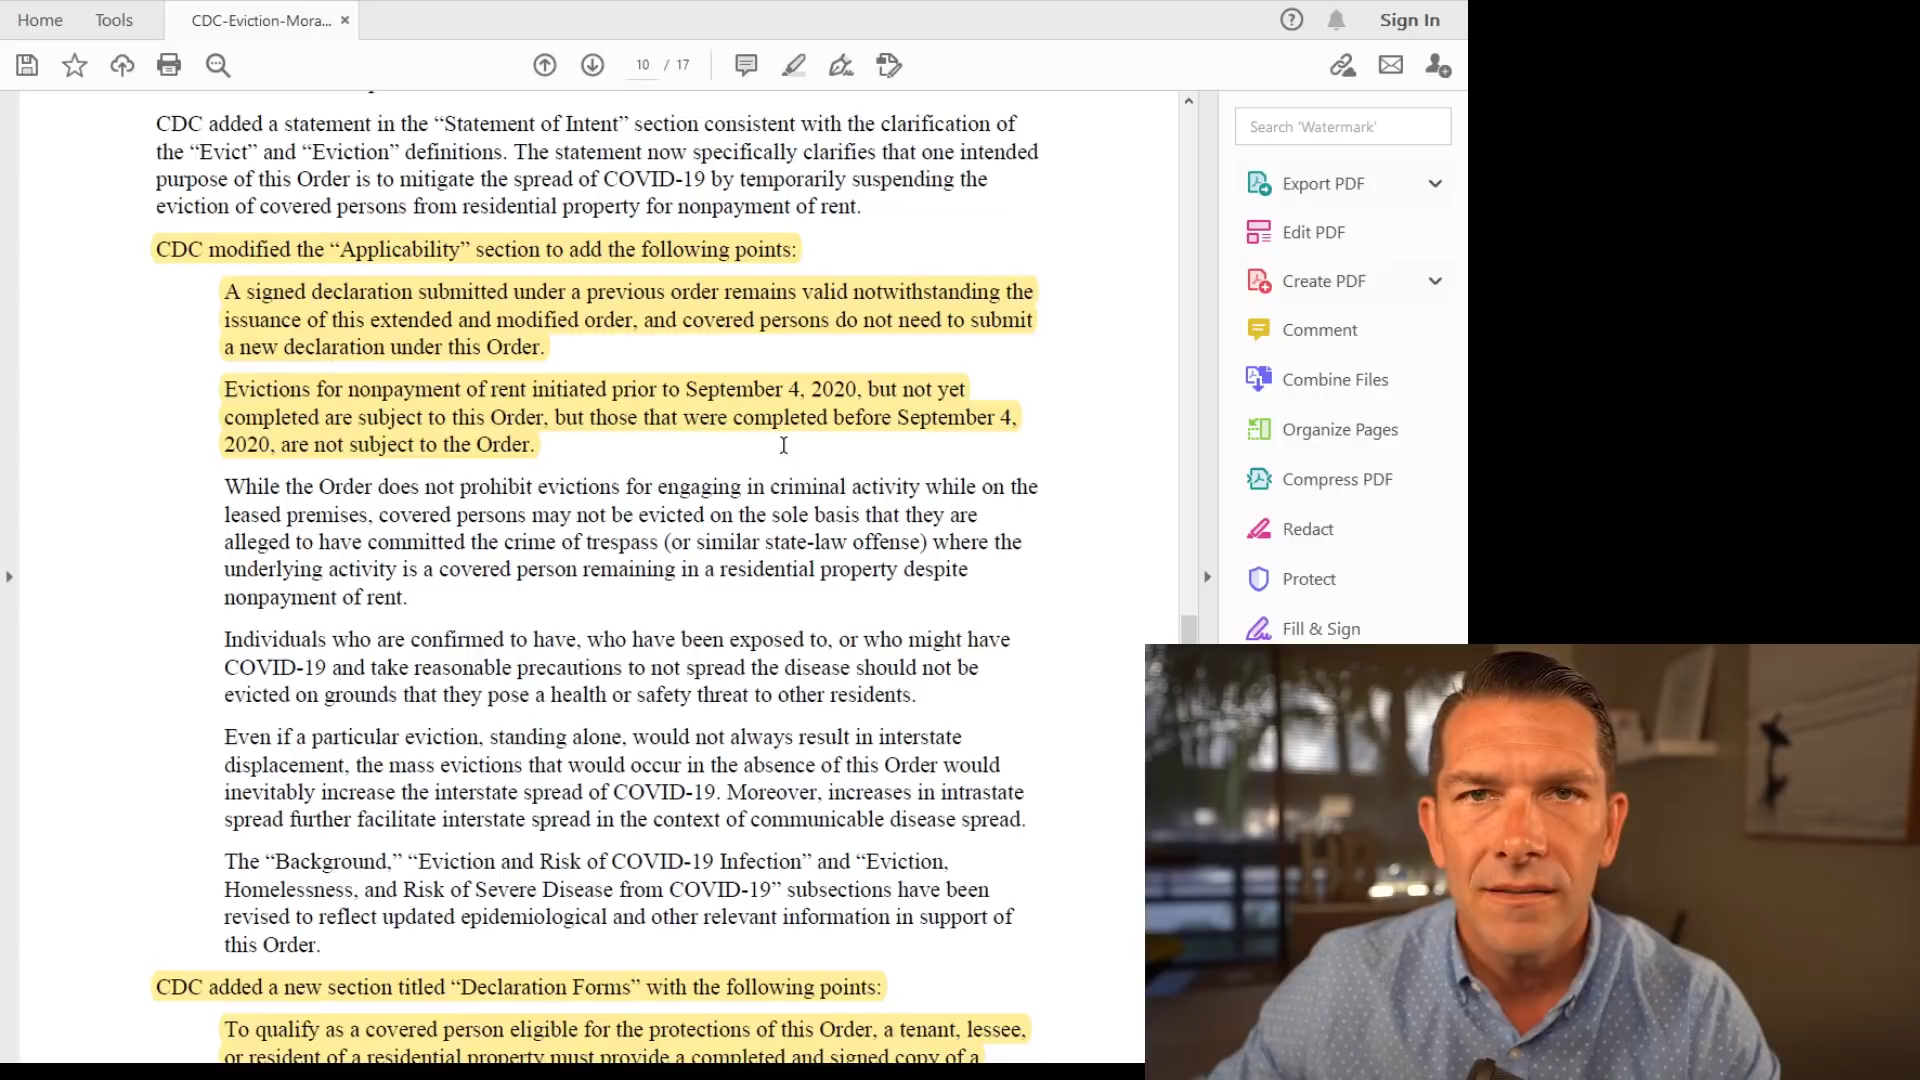 Home
Tools
CDC-Eviction-Mora...
×
Sign In
10 / 17
CDC added a statement in the “Statement of Intent” section consistent with the clarification of
the “Evict” and “Eviction” definitions. The statement now specifically clarifies that one intended
purpose of this Order is to mitigate the spread of COVID-19 by temporarily suspending the
eviction of covered persons from residential property for nonpayment of rent.
CDC modified the “Applicability” section to add the following points:
A signed declaration submitted under a previous order remains valid notwithstanding the
issuance of this extended and modified order, and covered persons do not need to submit
a new declaration under this Order.
Evictions for nonpayment of rent initiated prior to September 4, 2020, but not yet
completed are subject to this Order, but those that were completed before September 4,
2020, are not subject to the Order.
While the Order does not prohibit evictions for engaging in criminal activity while on the
leased premises, covered persons may not be evicted on the sole basis that they are
alleged to have committed the crime of trespass (or similar state-law offense) where the
underlying activity is a covered person remaining in a residential property despite
nonpayment of rent.
Individuals who are confirmed to have, who have been exposed to, or who might have
COVID-19 and take reasonable precautions to not spread the disease should not be
evicted on grounds that they pose a health or safety threat to other residents.
Even if a particular eviction, standing alone, would not always result in interstate
displacement, the mass evictions that would occur in the absence of this Order would
inevitably increase the interstate spread of COVID-19. Moreover, increases in intrastate
spread further facilitate interstate spread in the context of communicable disease spread.
The “Background,” “Eviction and Risk of COVID-19 Infection” and “Eviction,
Homelessness, and Risk of Severe Disease from COVID-19” subsections have been
revised to reflect updated epidemiological and other relevant information in support of
this Order.
CDC added a new section titled “Declaration Forms” with the following points:
To qualify as a covered person eligible for the protections of this Order, a tenant, lessee,
or resident of a residential property must provide a completed and signed copy of a
Search 'Watermark'
Export PDF
Edit PDF
Create PDF
Comment
Combine Files
Organize Pages
Compress PDF
Redact
Protect
Fill & Sign